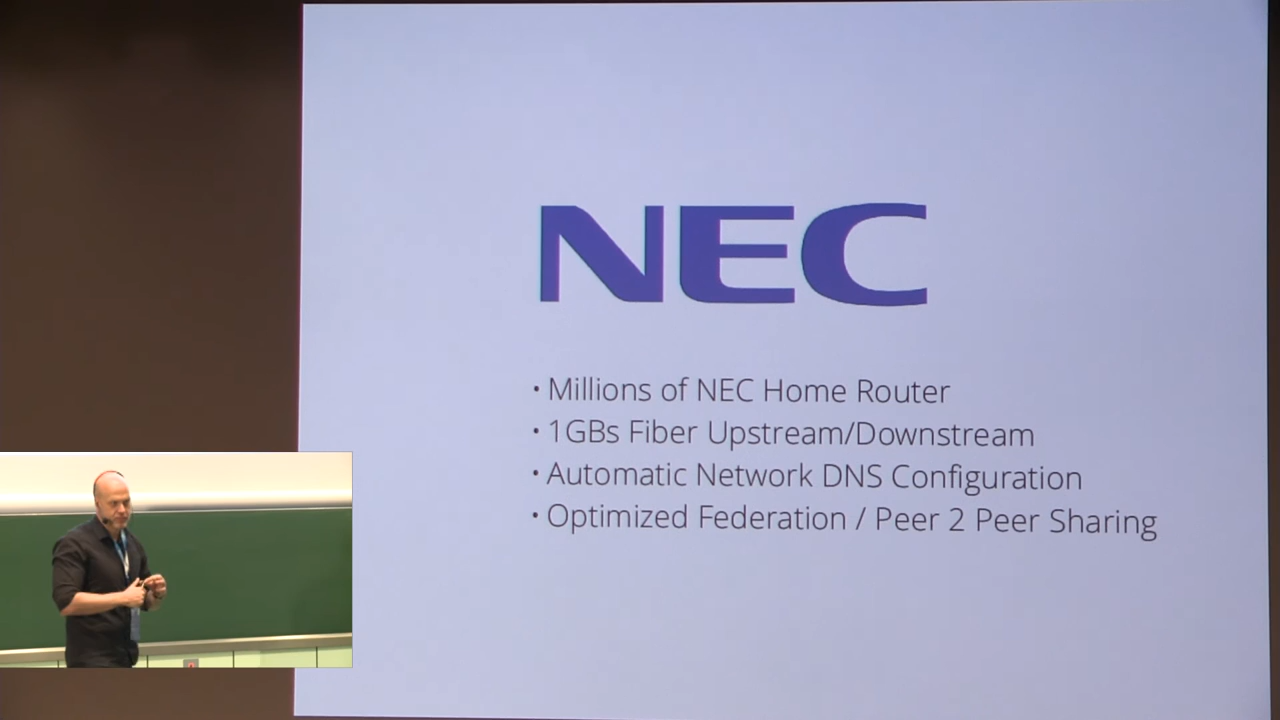 NEC
• Millions of NEC Home Router
• 1GBs Fiber Upstream/Downstream
• Automatic Network DNS Configuration
• Optimized Federation / Peer 2 Peer Sharing